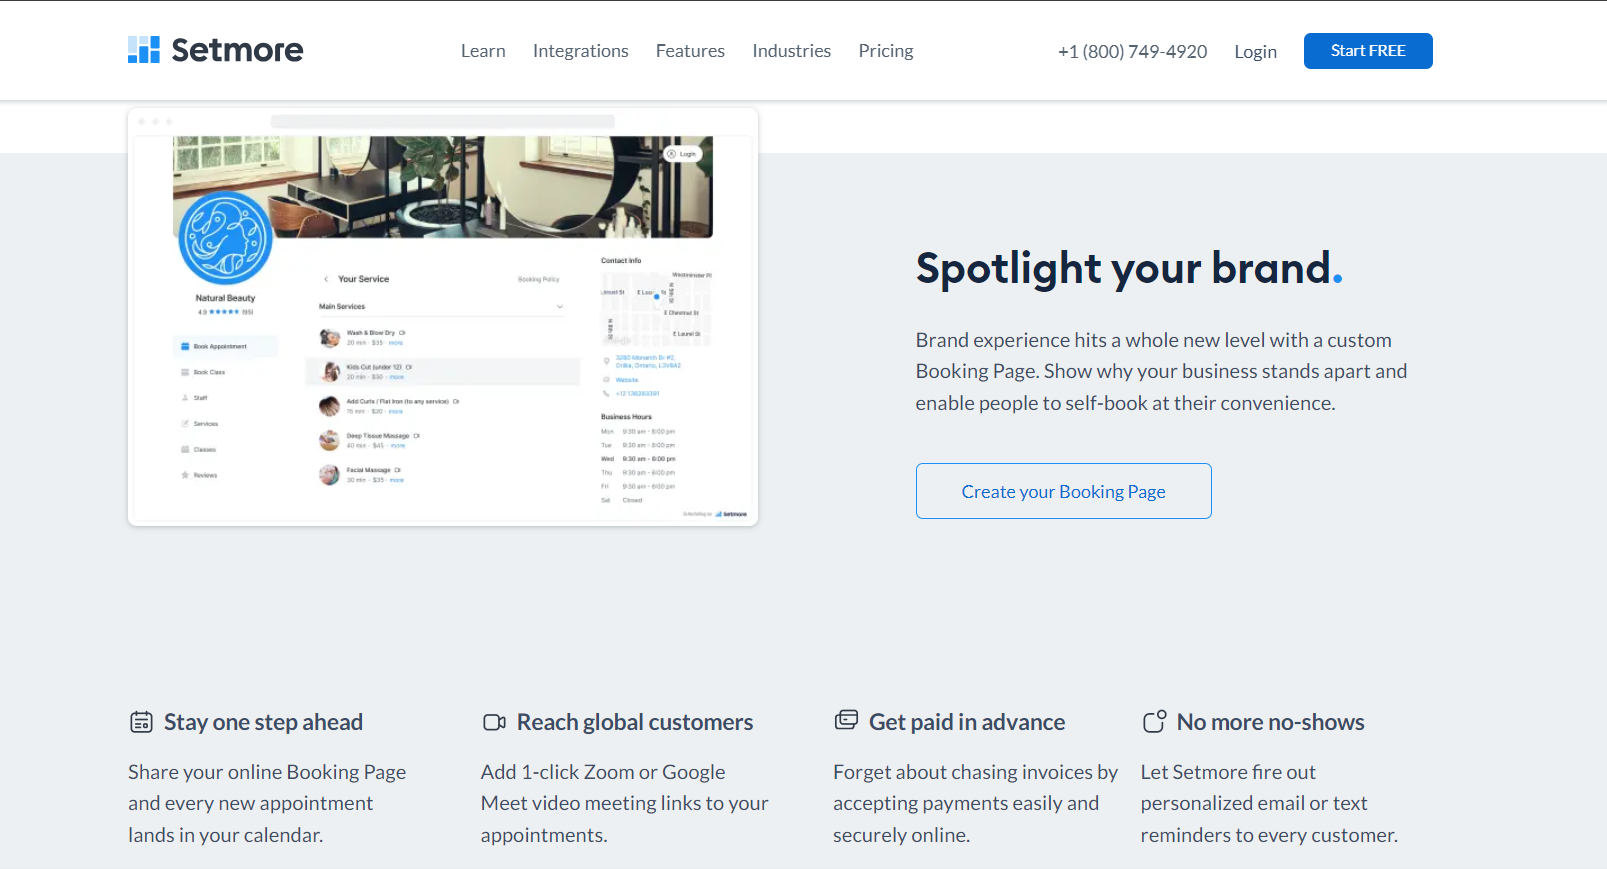 Setmore
Learn
Integrations
Features
Industries
Pricing
+1 (800) 749-4920
Login
Start FREE
Login
Natural Beauty
4.9 ★★★★★ (95)
Book Appointment
Book Class
Staff
Services
Classes
Reviews
Your Service
Booking Policy
Main Services
Wash & Blow Dry
20 min · $35 · more
Kids Cut (under 12)
20 min · $30 · more
Add Curls / Flat Iron (to any service)
15 min · $20 · more
Deep Tissue Massage
40 min · $45 · more
Facial Massage
30 min · $35 · more
Contact Info
Westminster Pl
E Chestnut St
E Laurel St
3280 Monarch Dr #2,
Orillia, Ontario, L3V8A2
Website
Business Hours
Mon 9:30 am - 8:00 pm
Tue 9:30 am - 8:00 pm
Wed 9:30 am - 8:00 pm
Thu 9:30 am - 6:00 pm
Fri 9:30 am - 6:00 pm
Sat Closed
Scheduling by Setmore
Spotlight your brand.
Brand experience hits a whole new level with a custom
Booking Page. Show why your business stands apart and
enable people to self-book at their convenience.
Create your Booking Page
Stay one step ahead
Share your online Booking Page
and every new appointment
lands in your calendar.
Reach global customers
Add 1-click Zoom or Google
Meet video meeting links to your
appointments.
Get paid in advance
Forget about chasing invoices by
accepting payments easily and
securely online.
No more no-shows
Let Setmore fire out
personalized email or text
reminders to every customer.